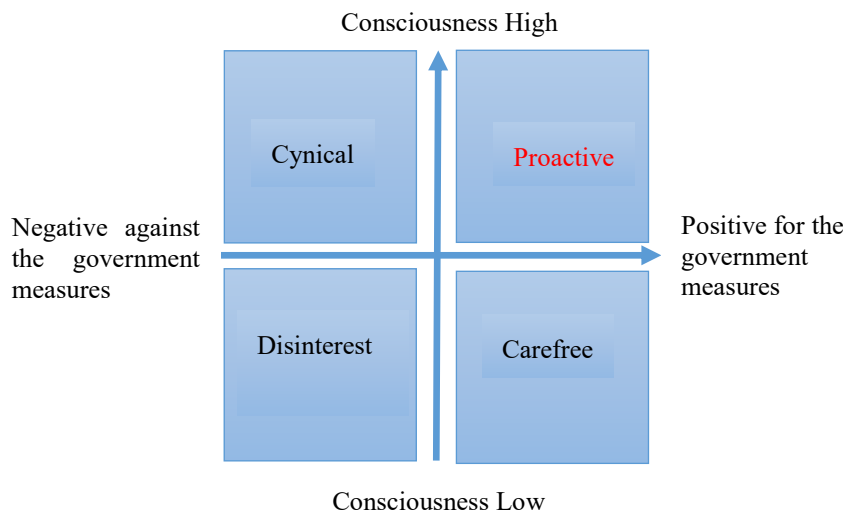 Consciousness High
Cynical
Proactive
Negative against
the government
measures
Positive for the
government
measures
Disinterest
Carefree
Consciousness Low